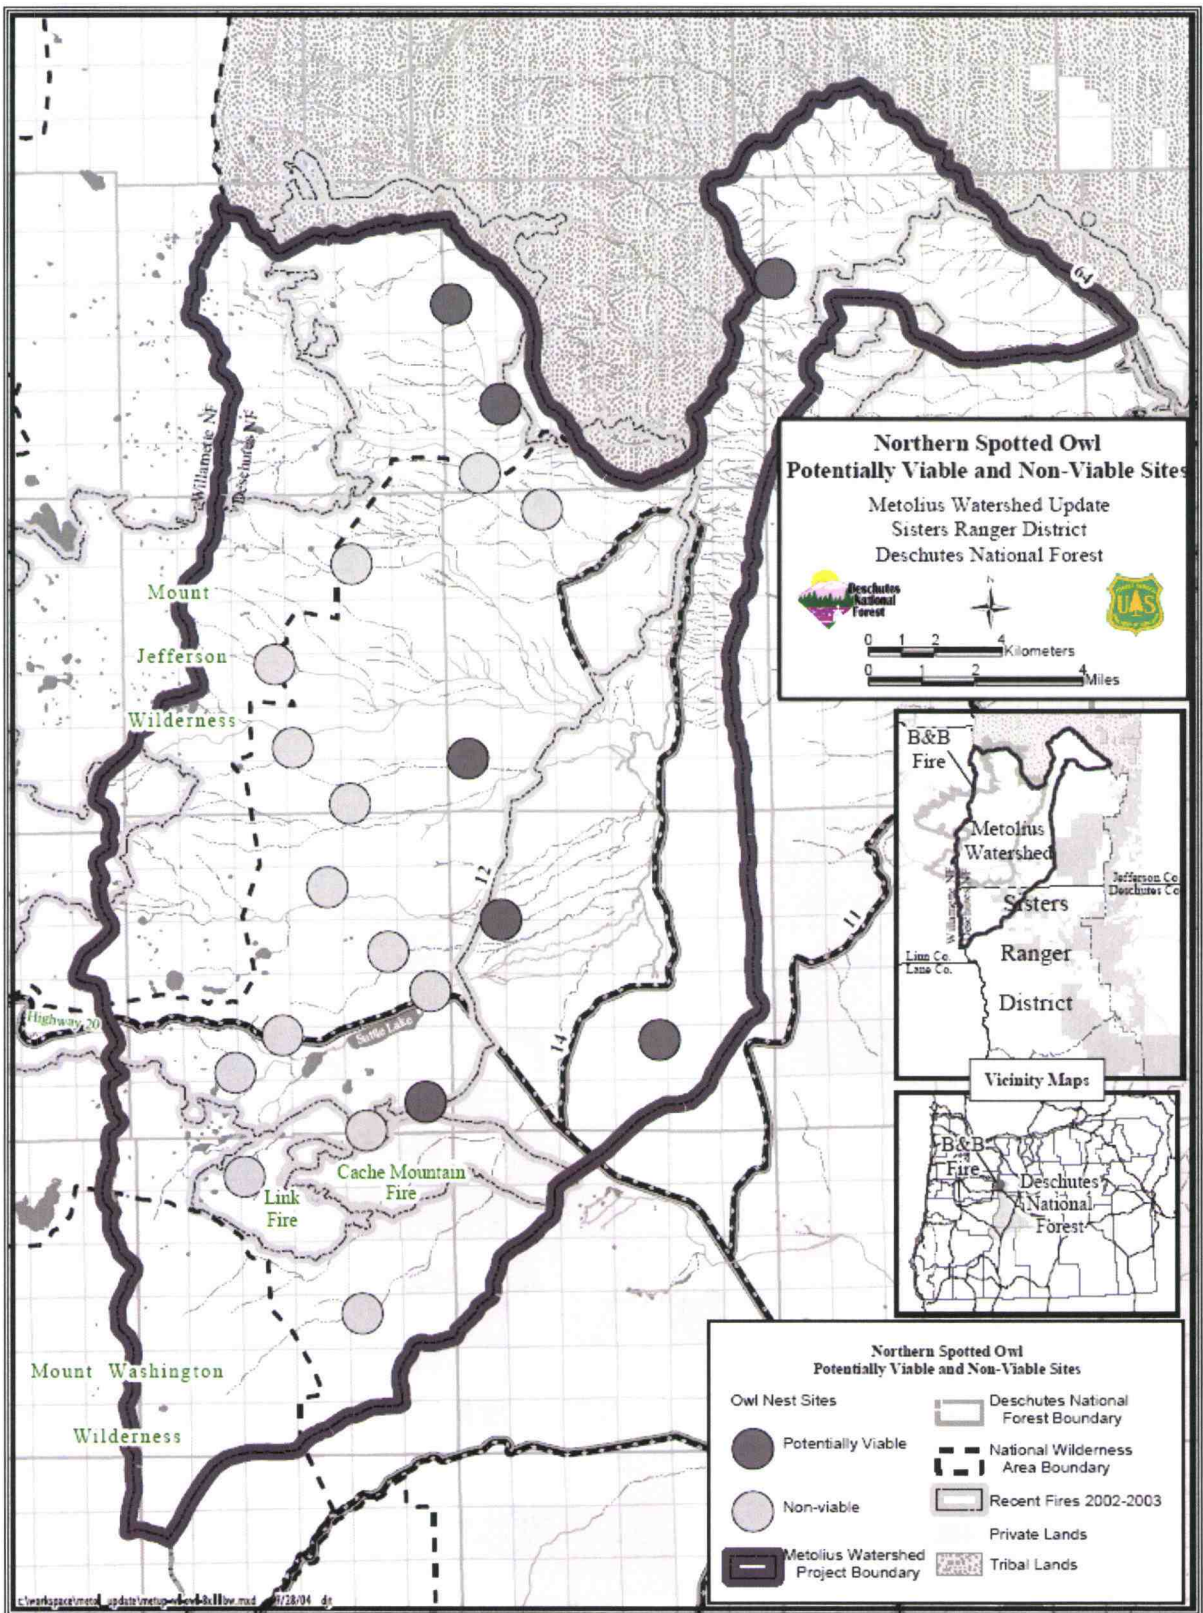 64
Willamette NF
Deschutes NF
Northern Spotted Owl
Potentially Viable and Non-Viable Sites
Metolius Watershed Update
Sisters Ranger District
Deschutes National Forest
Deschutes
National
Forest
N
UAS
0 1 2 4
Kilometers
0 1 2 4
Miles
Mount
Jefferson
Wilderness
B&B
Fire
Metolius
Watershed
Jefferson Co
Deschutes Co
Willamette NF
Deschutes NF
Sisters
Linn Co.
Lane Co.
Ranger
District
Vicinity Maps
B&B
Fire
Deschutes
National
Forest
12
11
14
Highway 20
Suttle Lake
Cache Mountain
Fire
Link
Fire
Mount Washington
Wilderness
Northern Spotted Owl
Potentially Viable and Non-Viable Sites
Owl Nest Sites
Potentially Viable
Non-viable
Metolius Watershed
Project Boundary
Deschutes National
Forest Boundary
National Wilderness
Area Boundary
Recent Fires 2002-2003
Private Lands
Tribal Lands